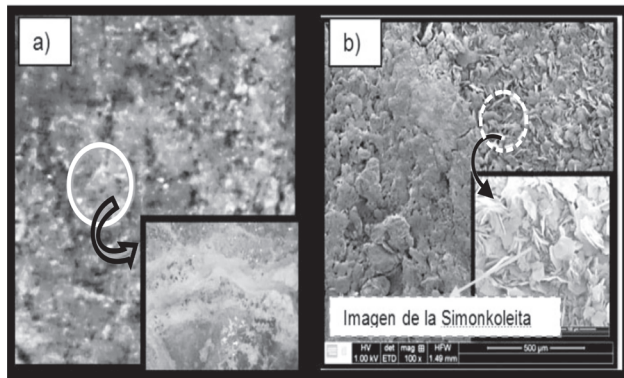 a)
b)
Imagen de la Simonkoleita
HV det mag HFW
1.00 kV ETD 100 x 1.49 mm 500 µm